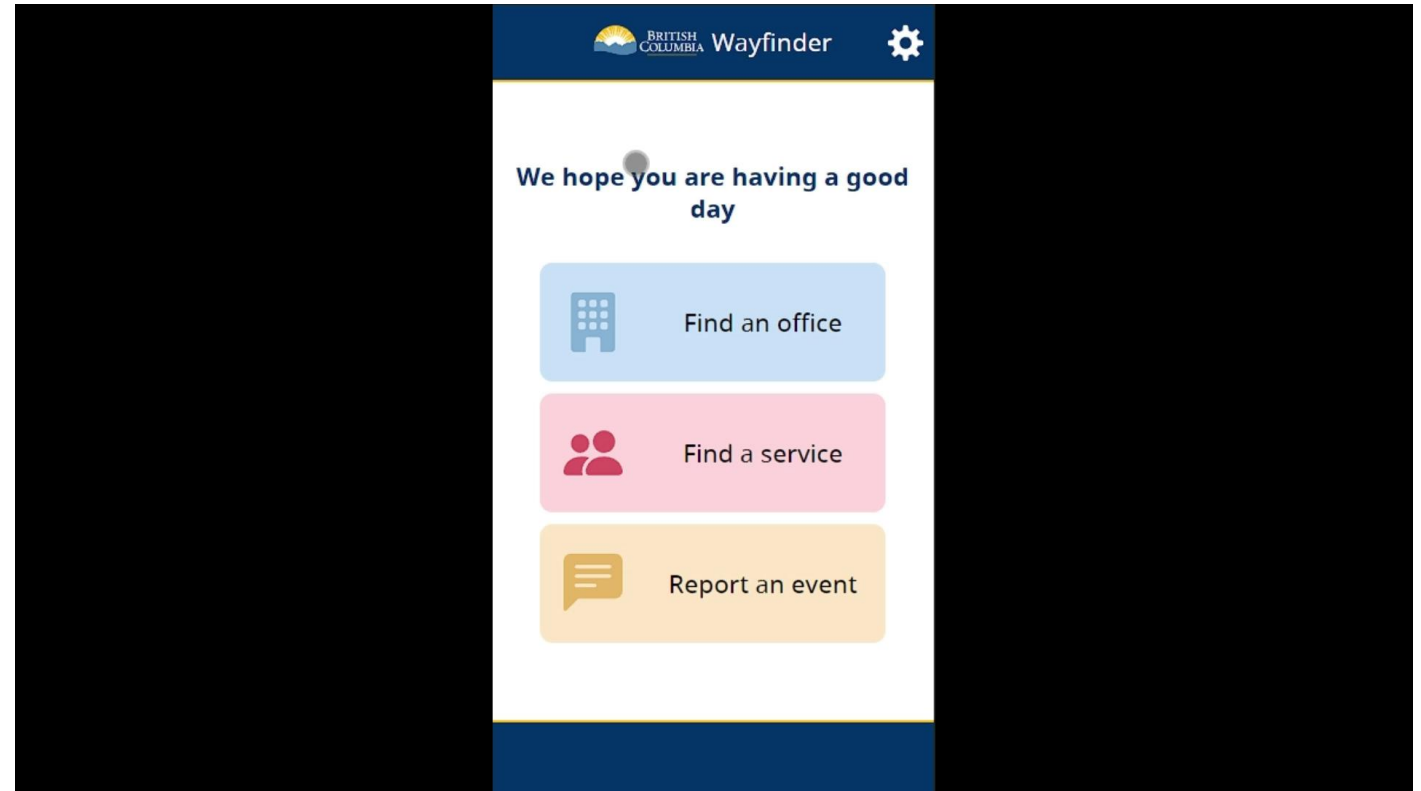 BRITISH
COLUMBIA Wayfinder
We hope you are having a good
day
Find an office
Find a service
Report an event